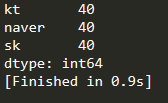 kt       40
naver    40
sk       40
dtype: int64
[Finished in 0.9s]